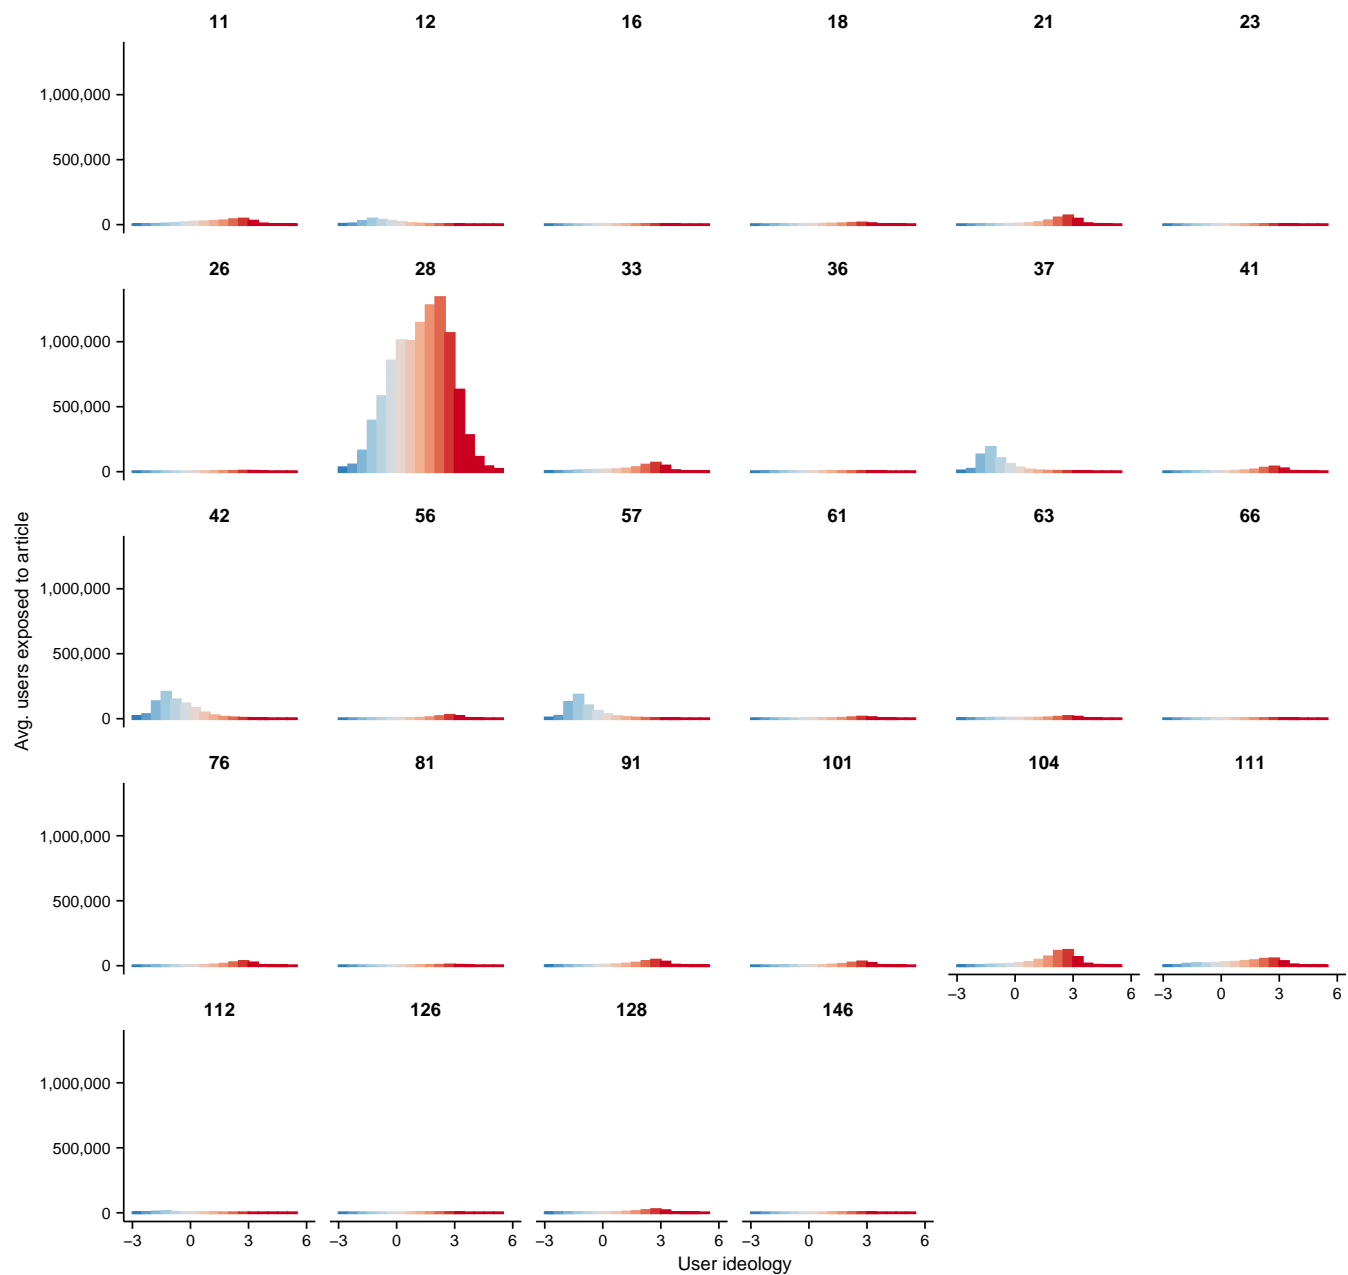 11 12 16 18 21 23
1,000,000
500,000
0
26 28 33 36 37 41
1,000,000
500,000
0
42 56 57 61 63 66
1,000,000
500,000
0
Avg. users exposed to article
76 81 91 101 104 111
1,000,000
500,000
0
−3 0 3 6 −3 0 3 6
112 126 128 146
1,000,000
500,000
0
−3 0 3 6 −3 0 3 6 −3 0 3 6 −3 0 3 6
User ideology